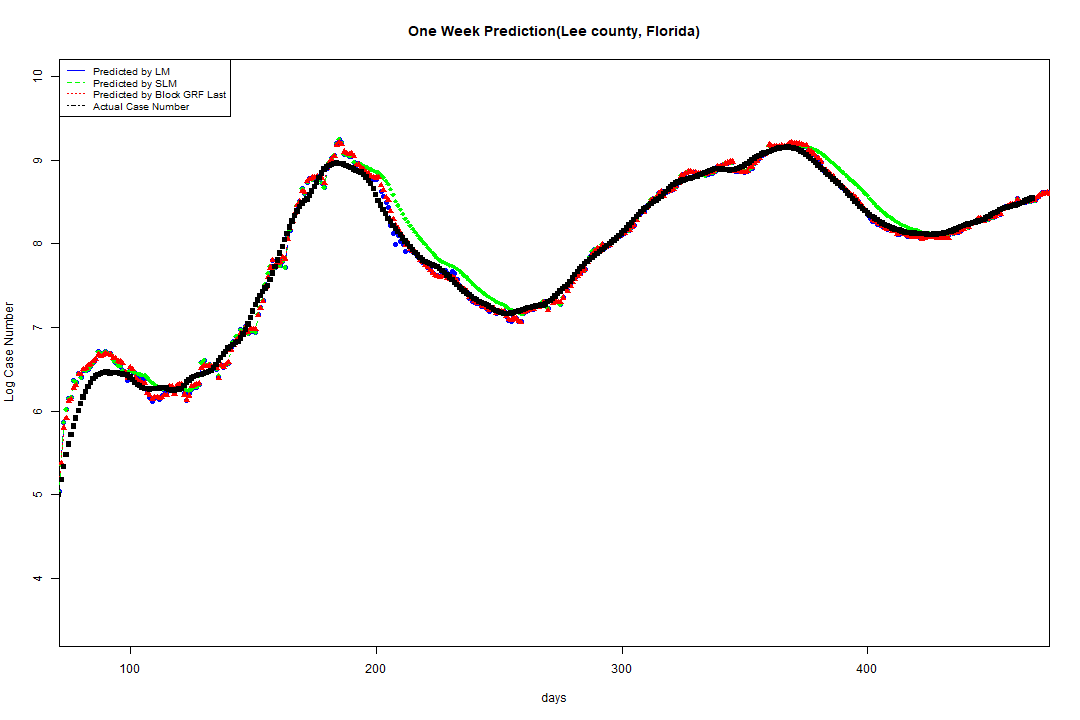 One Week Prediction(Lee county, Florida)
Predicted by LM
Predicted by SLM
Predicted by Block GRF Last
Actual Case Number
10
9
8
7
6
5
4
Log Case Number
100 200 300 400
days